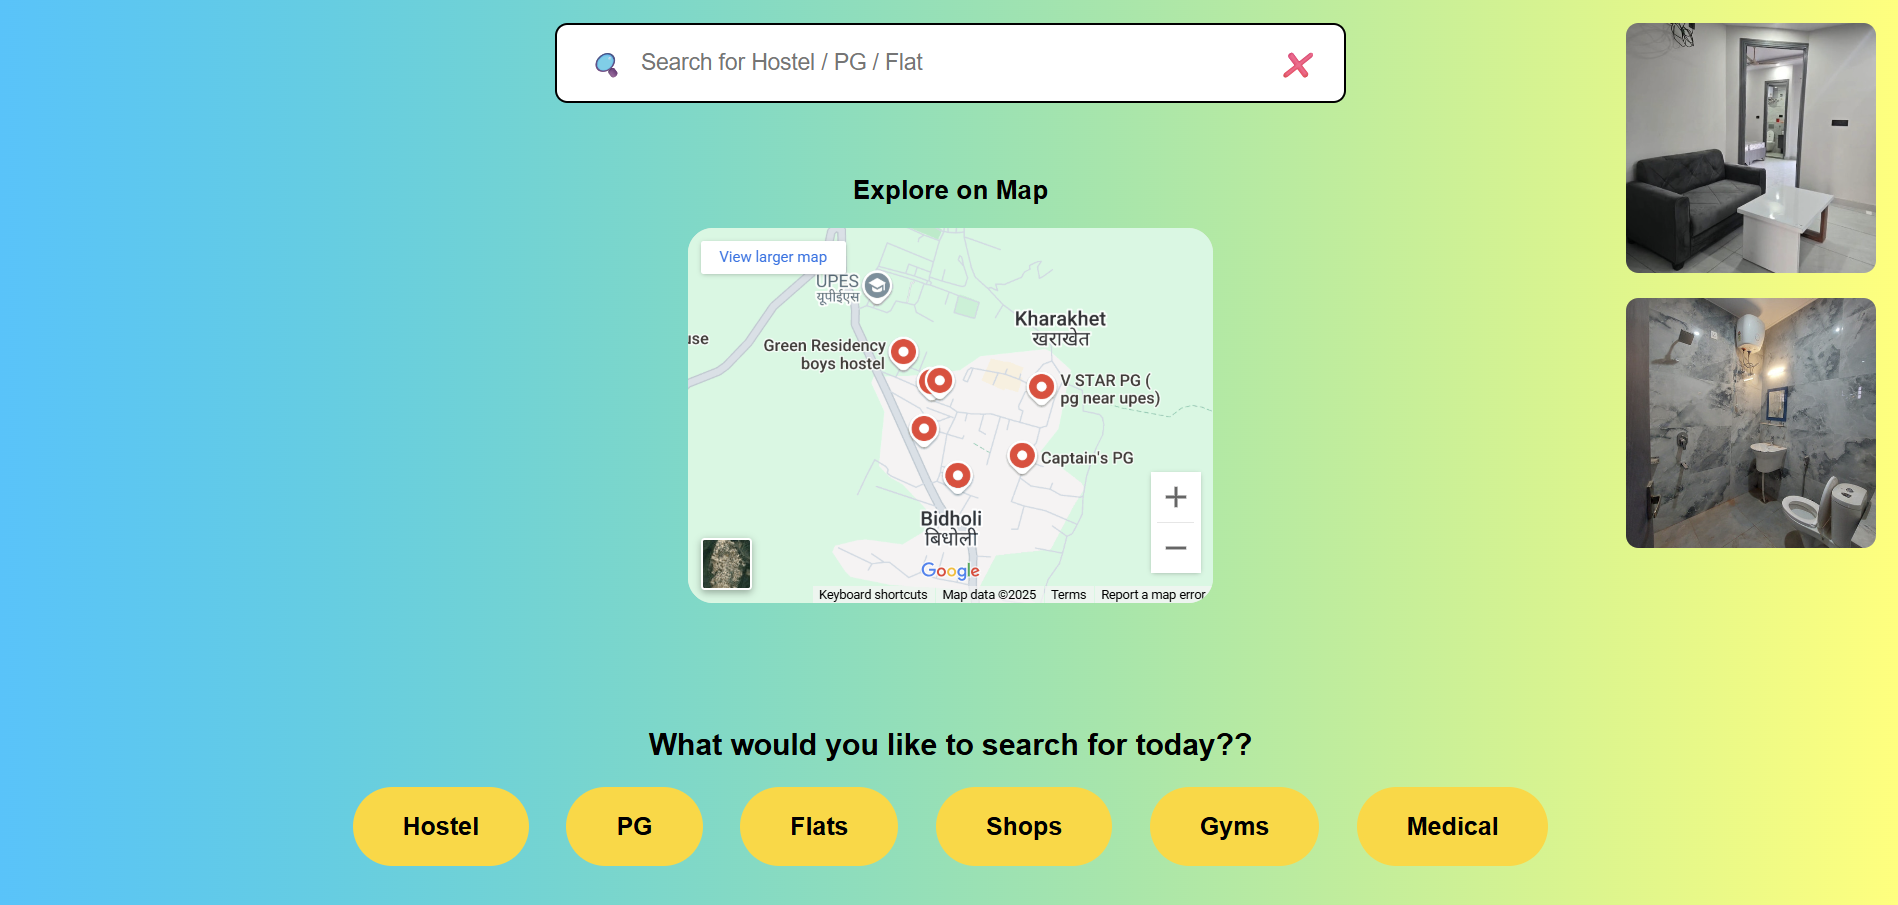 Search for Hostel / PG / Flat
Explore on Map
View larger map
UPES
यूपीईएस
Kharakhet
खराखेत
use
Green Residency
boys hostel
V STAR PG (
pg near upes)
Captain's PG
Bidholi
बिधोली
Google
Keyboard shortcuts
Map data ©2025
Terms
Report a map error
What would you like to search for today??
Hostel
PG
Flats
Shops
Gyms
Medical